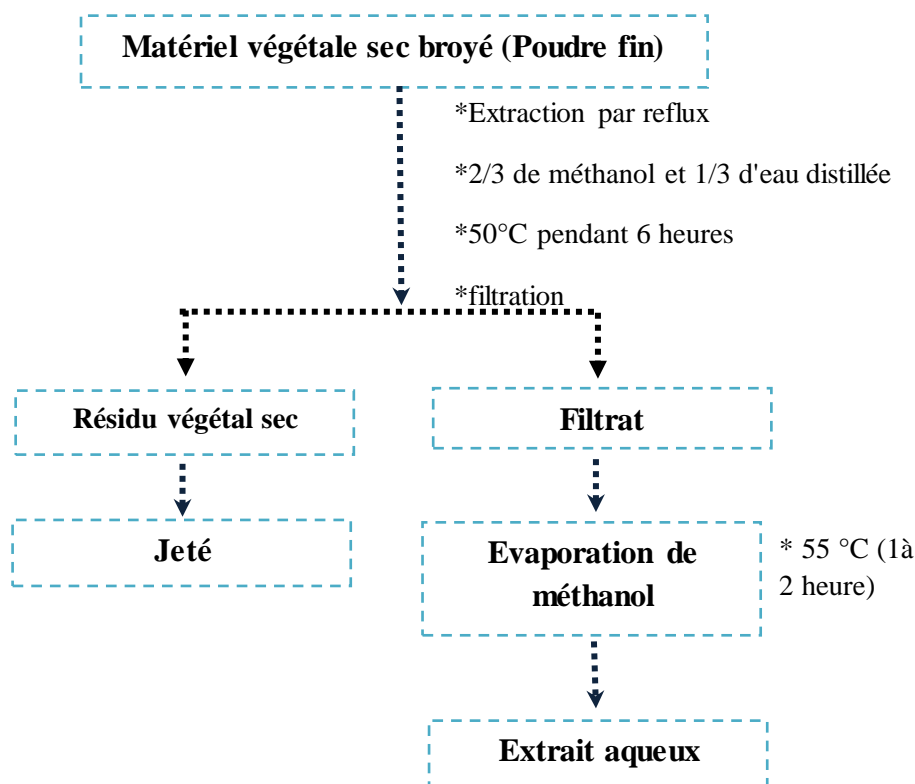 Matériel végétale sec broyé (Poudre fin)
*Extraction par reflux
*2/3 de méthanol et 1/3 d'eau distillée
*50°C pendant 6 heures
*filtration
Résidu végétal sec
Filtrat
Jeté
Evaporation de
méthanol
* 55 °C (1à
2 heure)
Extrait aqueux